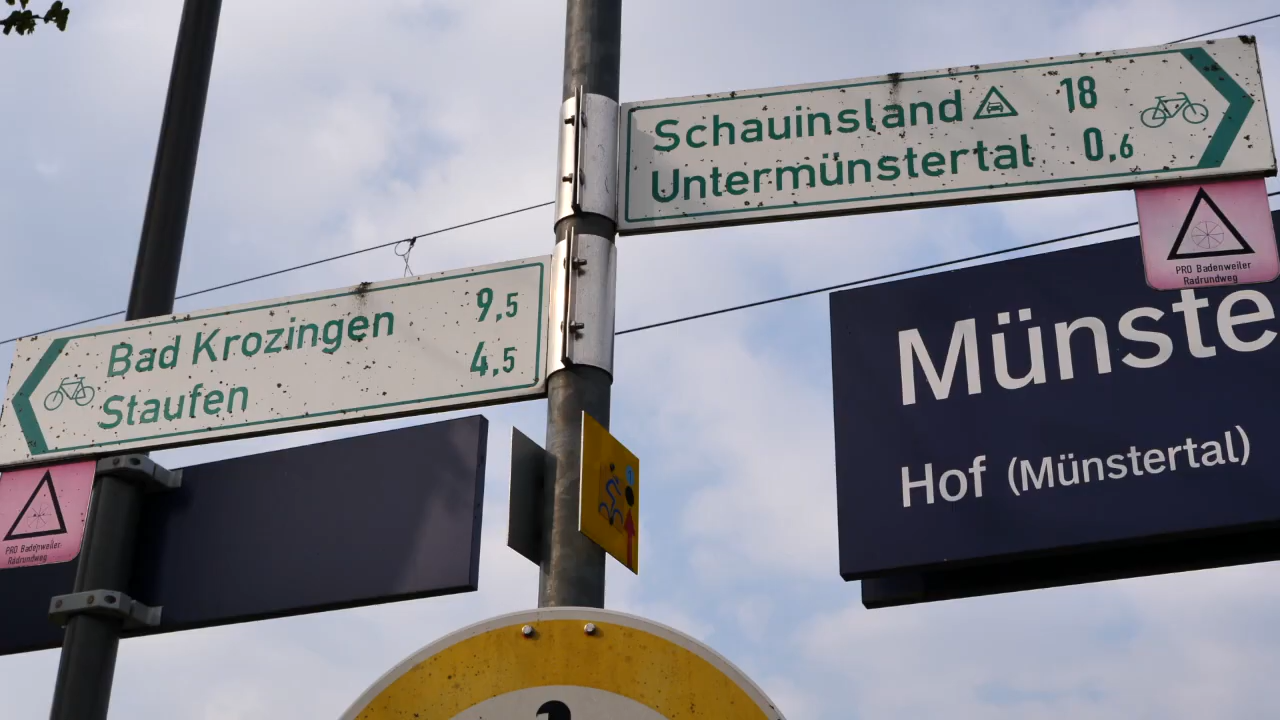 Schauinsland 18
Untermünstertal 0,6
PRO Badenweiler
Radrundweg
Bad Krozingen 9,5
Staufen 4,5
PRO Badenweiler
Radrundweg
Münste
Hof (Münstertal)